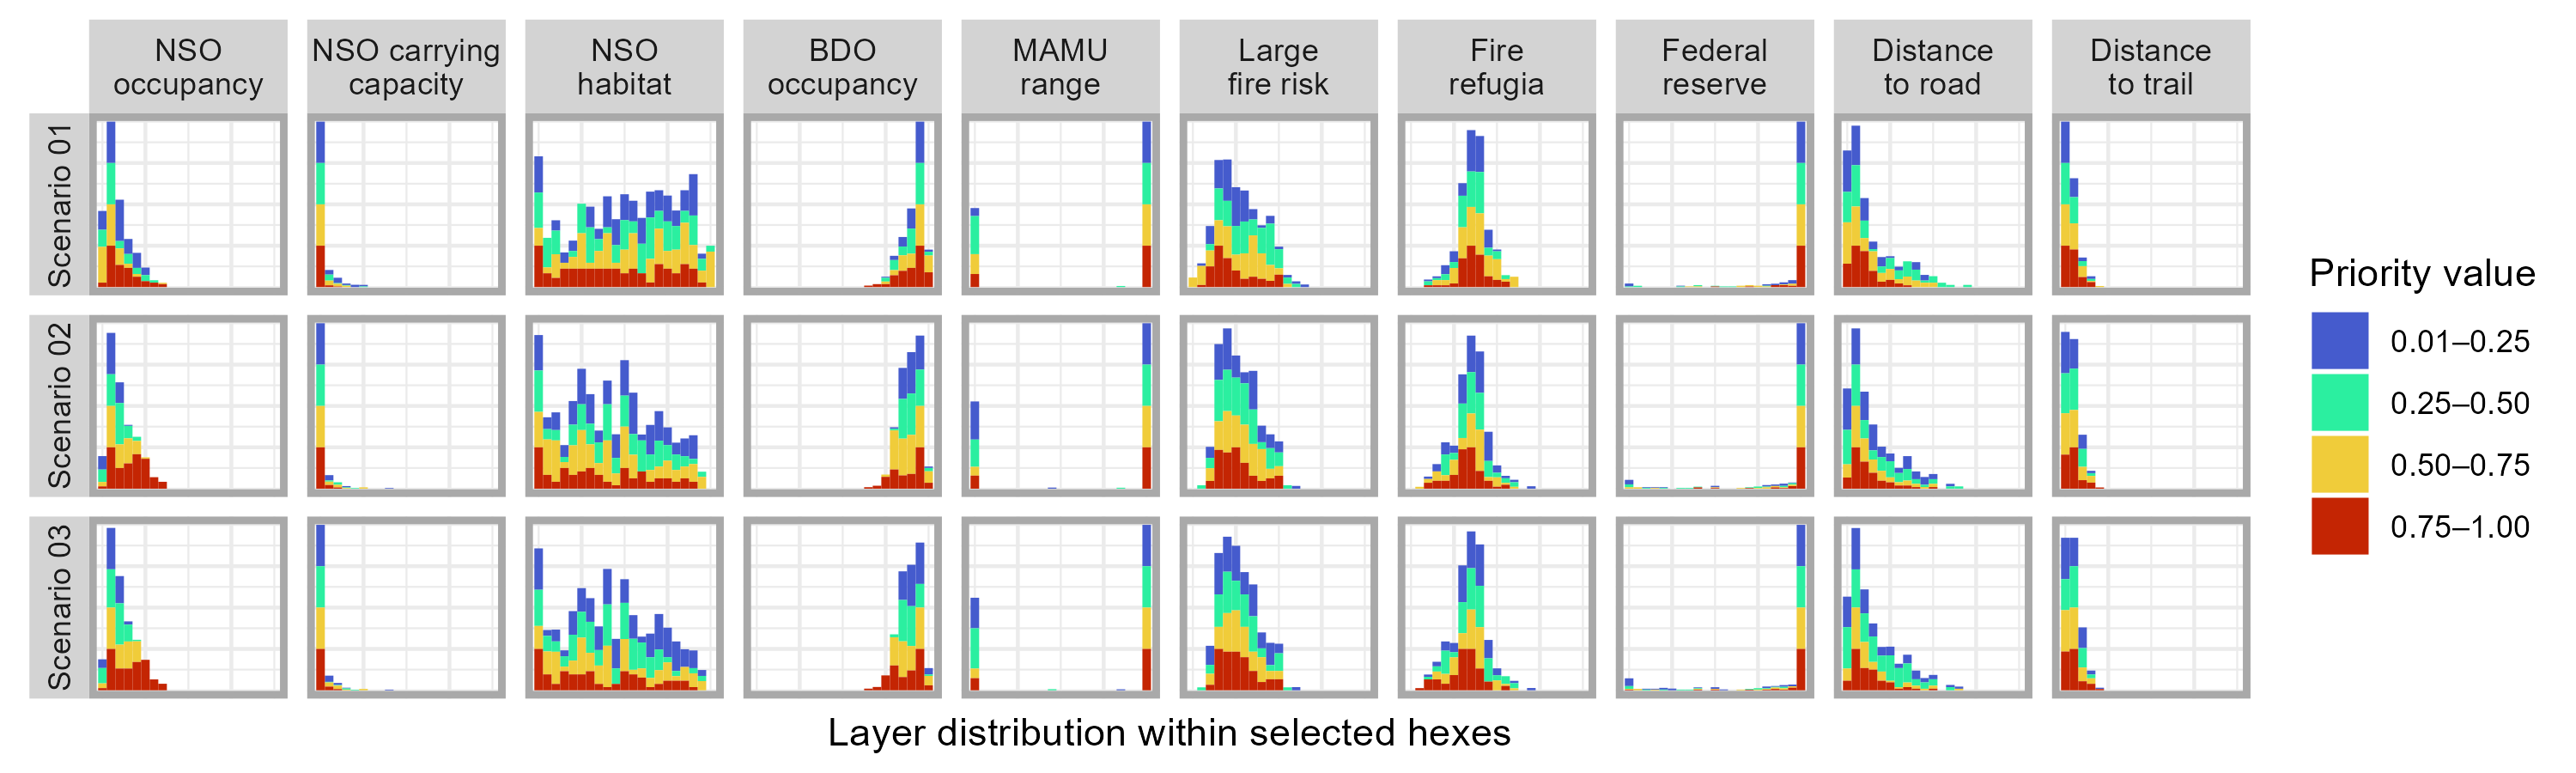 NSO
occupancy
NSO carrying
capacity
NSO
habitat
BDO
occupancy
MAMU
range
Large
fire risk
Fire
refugia
Federal
reserve
Distance
to road
Distance
to trail
Scenario 01
Scenario 02
Scenario 03
Layer distribution within selected hexes
Priority value
0.01–0.25
0.25–0.50
0.50–0.75
0.75–1.00